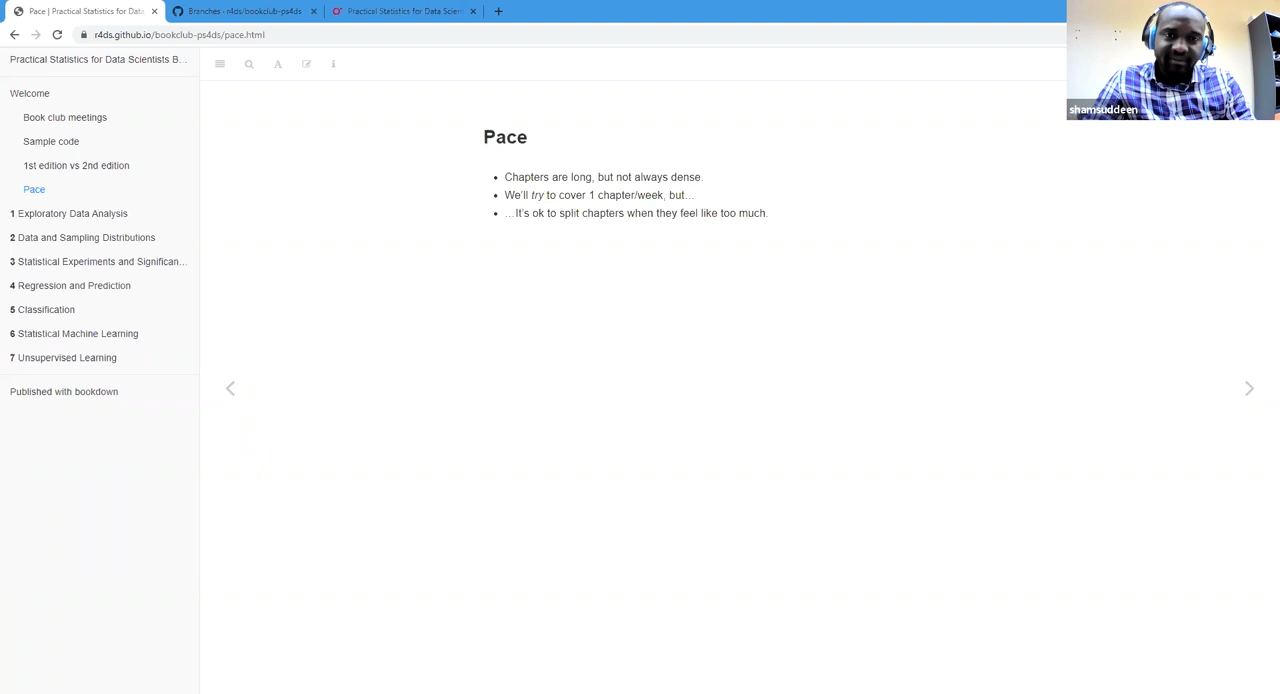 Pace | Practical Statistics for Data
Branches · r4ds/bookclub-ps4ds
Practical Statistics for Data Scien
r4ds.github.io/bookclub-ps4ds/pace.html
shamsuddeen
Practical Statistics for Data Scientists B...
Welcome
Book club meetings
Sample code
1st edition vs 2nd edition
Pace
1 Exploratory Data Analysis
2 Data and Sampling Distributions
3 Statistical Experiments and Significan...
4 Regression and Prediction
5 Classification
6 Statistical Machine Learning
7 Unsupervised Learning
Published with bookdown
Pace
• Chapters are long, but not always dense.
• We'll try to cover 1 chapter/week, but…
• …It's ok to split chapters when they feel like too much.